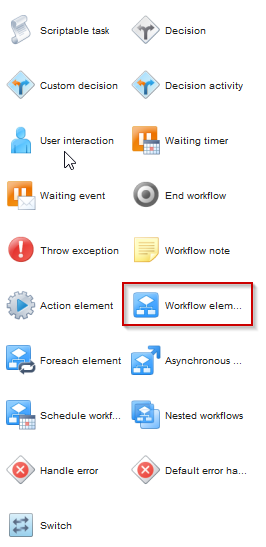 Scriptable task
Decision
Custom decision
Decision activity
User interaction
Waiting timer
Waiting event
End workflow
Throw exception
Workflow note
Action element
Workflow elem...
Foreach element
Asynchronous ...
Schedule workf...
Nested workflows
Handle error
Default error ha...
Switch